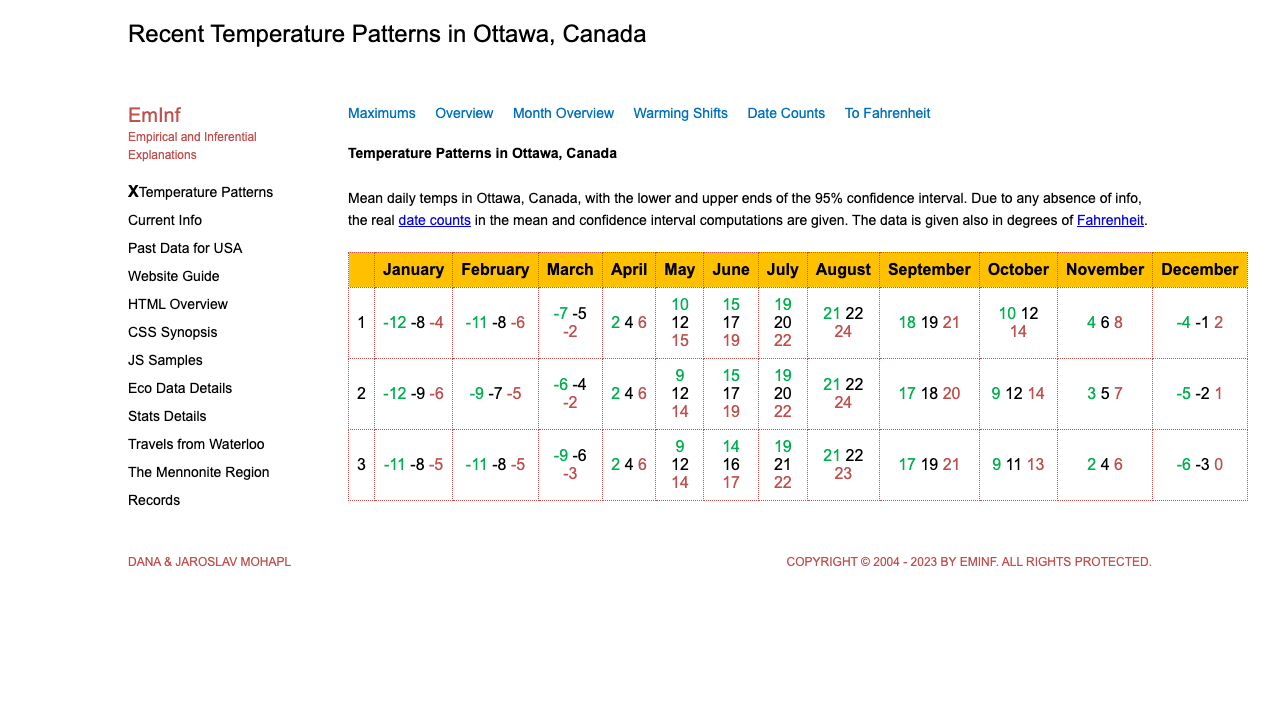 Recent Temperature Patterns in Ottawa, Canada
EmInf
Empirical and Inferential
Explanations
XTemperature Patterns
Current Info
Past Data for USA
Website Guide
HTML Overview
CSS Synopsis
JS Samples
Eco Data Details
Stats Details
Travels from Waterloo
The Mennonite Region
Records
Maximums Overview Month Overview Warming Shifts Date Counts To Fahrenheit
Temperature Patterns in Ottawa, Canada
Mean daily temps in Ottawa, Canada, with the lower and upper ends of the 95% confidence interval. Due to any absence of info,
the real date counts in the mean and confidence interval computations are given. The data is given also in degrees of Fahrenheit.
January February March April May June July August September October November December
1 -12 -8 -4 -11 -8 -6 -7 -5 -2 2 4 6 10 12 15 15 17 19 19 20 22 21 22 24 18 19 21 10 12 14 4 6 8 -4 -1 2
2 -12 -9 -6 -9 -7 -5 -6 -4 -2 2 4 6 9 12 14 15 17 19 19 20 22 21 22 24 17 18 20 9 12 14 3 5 7 -5 -2 1
3 -11 -8 -5 -11 -8 -5 -9 -6 -3 2 4 6 9 12 14 14 16 17 19 21 22 21 22 23 17 19 21 9 11 13 2 4 6 -6 -3 0
DANA & JAROSLAV MOHAPL
COPYRIGHT © 2004 - 2023 BY EMINF. ALL RIGHTS PROTECTED.